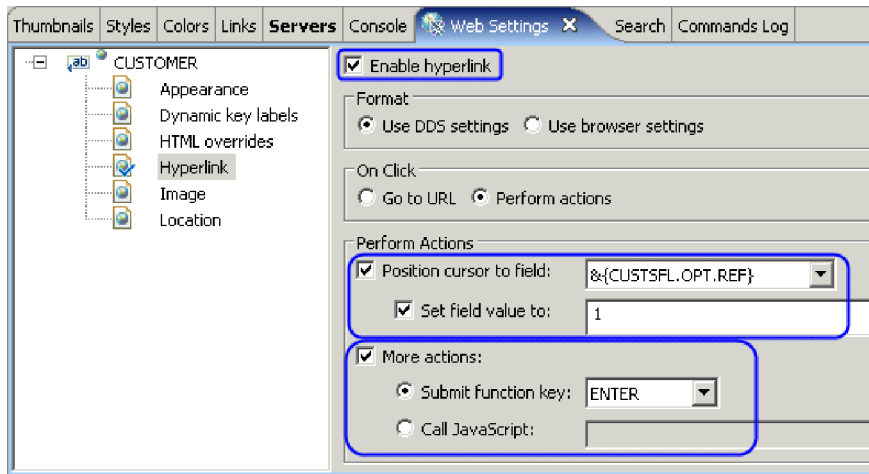 Thumbnails Styles Colors Links Servers Console Web Settings Search Commands Log
CUSTOMER
Appearance
Dynamic key labels
HTML overrides
Hyperlink
Image
Location
Enable hyperlink
Format
Use DDS settings Use browser settings
On Click
Go to URL Perform actions
Perform Actions
Position cursor to field: &{CUSTSFL.OPT.REF}
Set field value to: 1
More actions:
Submit function key: ENTER
Call JavaScript: